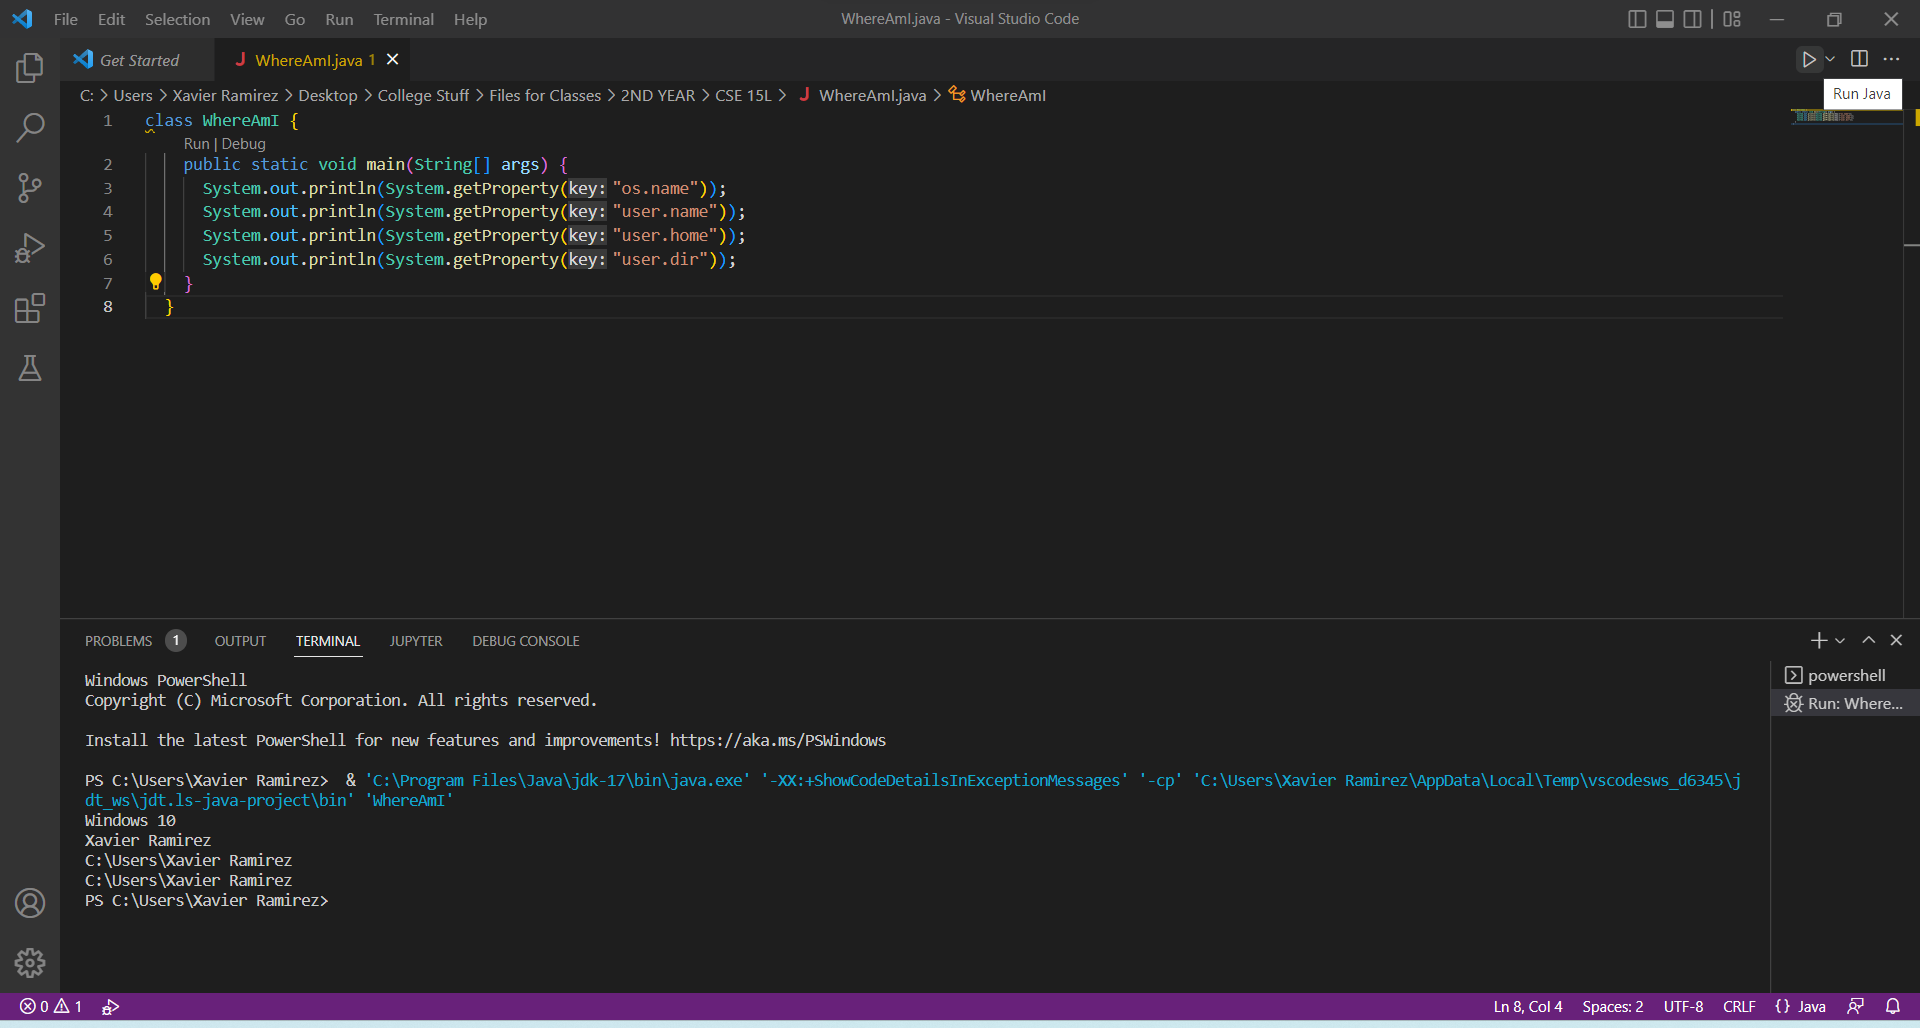 File Edit Selection View Go Run Terminal Help WhereAmI.java - Visual Studio Code
Get Started WhereAmI.java 1
Run Java
C: > Users > Xavier Ramirez > Desktop > College Stuff > Files for Classes > 2ND YEAR > CSE 15L > J WhereAmI.java > WhereAmI
1 class WhereAmI {
Run | Debug
2 public static void main(String[] args) {
3 System.out.println(System.getProperty(key: "os.name"));
4 System.out.println(System.getProperty(key: "user.name"));
5 System.out.println(System.getProperty(key: "user.home"));
6 System.out.println(System.getProperty(key: "user.dir"));
7 }
8 }
PROBLEMS 1 OUTPUT TERMINAL JUPYTER DEBUG CONSOLE
powershell
Run: Where...
Windows PowerShell
Copyright (C) Microsoft Corporation. All rights reserved.
Install the latest PowerShell for new features and improvements! https://aka.ms/PSWindows
PS C:\Users\Xavier Ramirez>  & 'C:\Program Files\Java\jdk-17\bin\java.exe' '-XX:+ShowCodeDetailsInExceptionMessages' '-cp' 'C:\Users\Xavier Ramirez\AppData\Local\Temp\vscodesws_d6345\j
dt_ws\jdt.ls-java-project\bin' 'WhereAmI'
Windows 10
Xavier Ramirez
C:\Users\Xavier Ramirez
C:\Users\Xavier Ramirez
PS C:\Users\Xavier Ramirez>
0 1 Ln 8, Col 4 Spaces: 2 UTF-8 CRLF {} Java